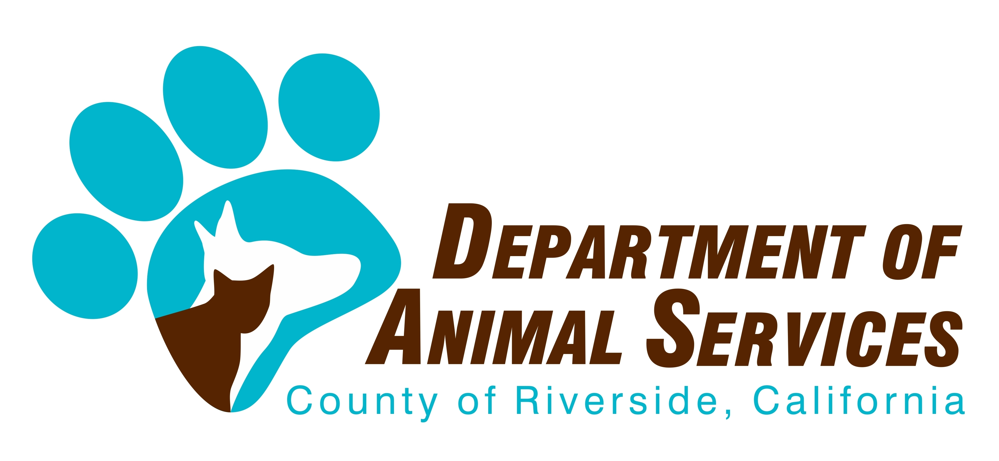 DEPARTMENT OF
ANIMAL SERVICES
County of Riverside, California